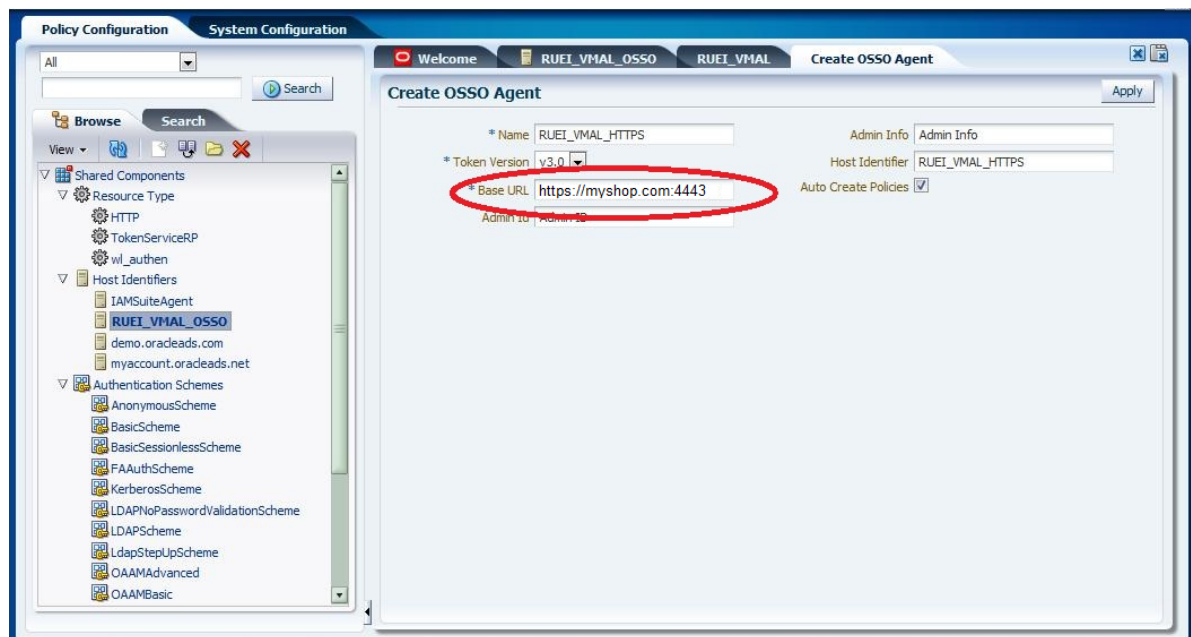 Policy Configuration System Configuration
All
Search
Browse Search
View
Shared Components
Resource Type
HTTP
TokenServiceRP
wl_authen
Host Identifiers
IAMSuiteAgent
RUEI_VMAL_OSSO
demo.oracleads.com
myaccount.oracleads.net
Authentication Schemes
AnonymousScheme
BasicScheme
BasicSessionlessScheme
FAAuthScheme
KerberosScheme
LDAPNoPasswordValidationScheme
LDAPScheme
LdapStepUpScheme
OAAMAdvanced
OAAMBasic
Welcome RUEI_VMAL_OSSO RUEI_VMAL Create OSSO Agent
Create OSSO Agent Apply
* Name RUEI_VMAL_HTTPS Admin Info Admin Info
* Token Version v3.0 Host Identifier RUEI_VMAL_HTTPS
* Base URL https://myshop.com:4443 Auto Create Policies
Admin Id Admin ID